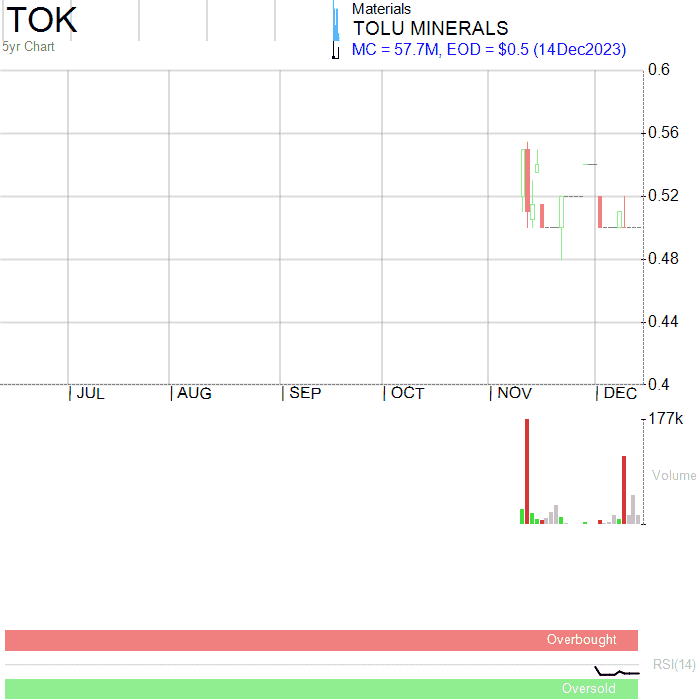 TOK
5yr Chart
Materials
TOLU MINERALS
MC = 57.7M, EOD = $0.5 (14Dec2023)
0.6
0.56
0.52
0.48
0.44
0.4
JUL AUG SEP OCT NOV DEC
177k
Volume
Overbought
RSI(14)
Oversold